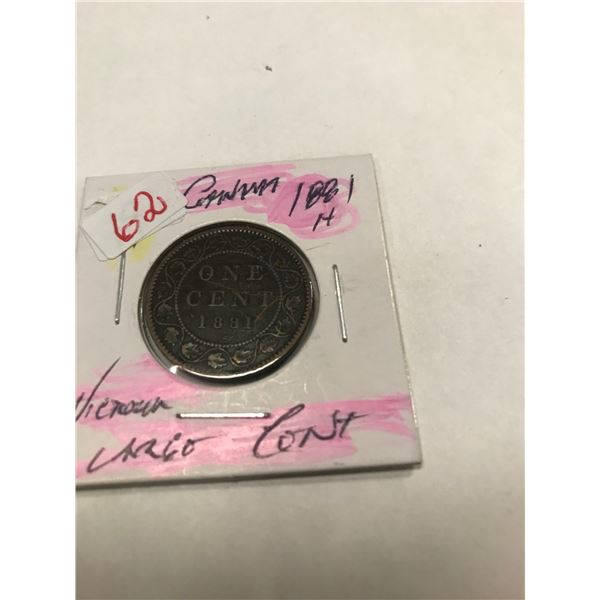 62
CANADA 1881
H
ONE
CENT
1881
VICTORIA
LARGE CENT